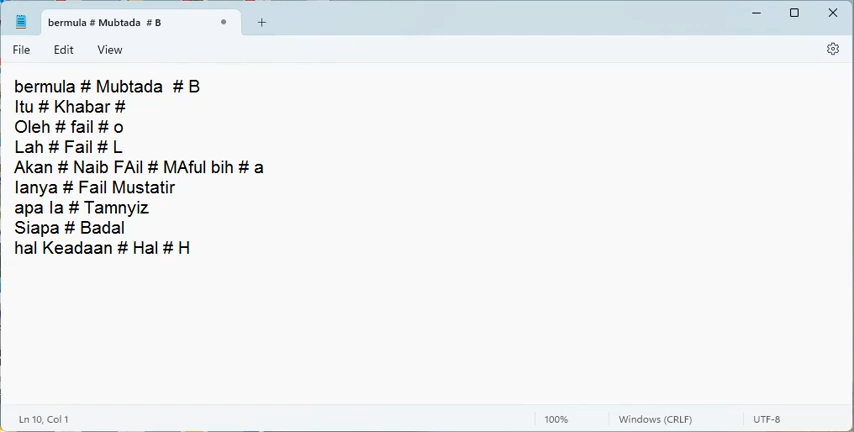 bermula # Mubtada # B
File Edit View
bermula # Mubtada  # B
Itu # Khabar #
Oleh # fail # o
Lah # Fail # L
Akan # Naib FAil # MAful bih # a
Ianya # Fail Mustatir
apa Ia # Tamnyiz
Siapa # Badal
hal Keadaan # Hal # H
Ln 10, Col 1 100% Windows (CRLF) UTF-8